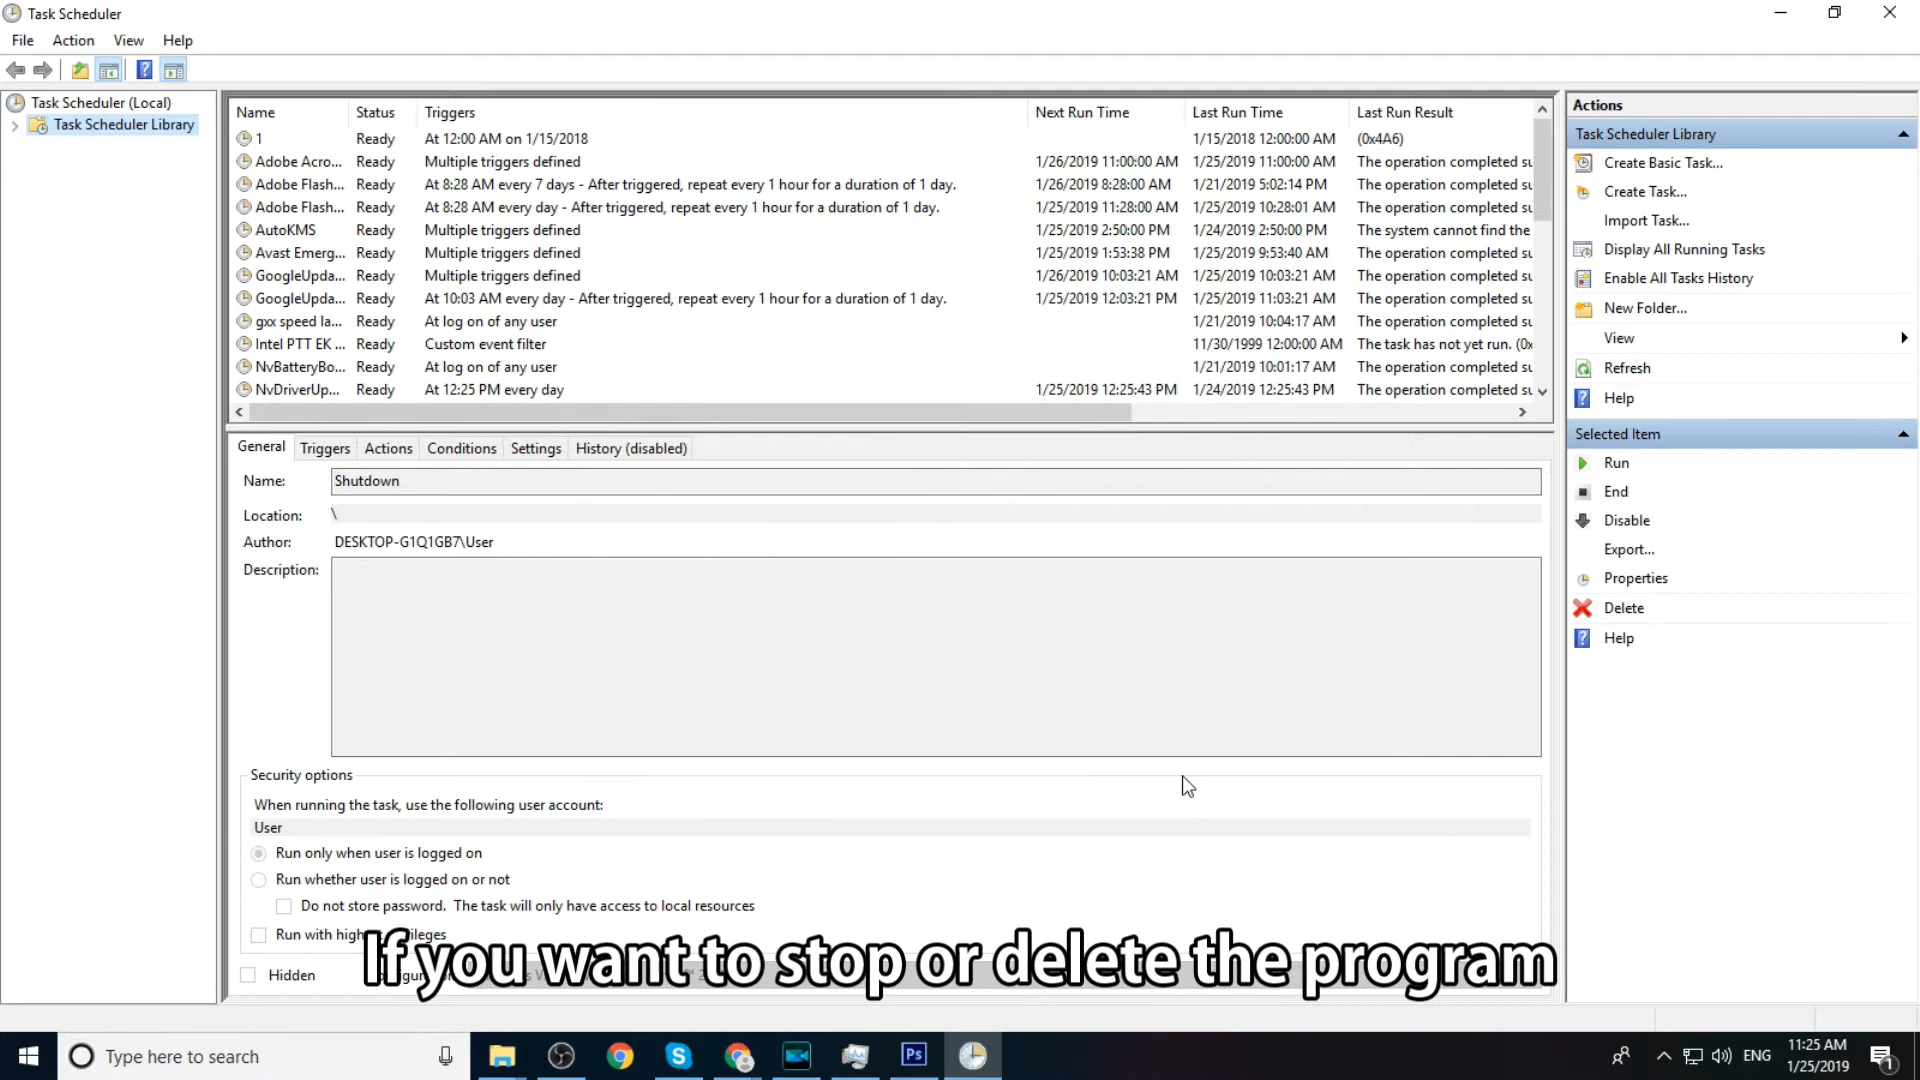 Task Scheduler
File Action View Help
Task Scheduler (Local)
Task Scheduler Library
Name Status Triggers Next Run Time Last Run Time Last Run Result
1 Ready At 12:00 AM on 1/15/2018 1/15/2018 12:00:00 AM (0x4A6)
Adobe Acro... Ready Multiple triggers defined 1/26/2019 11:00:00 AM 1/25/2019 11:00:00 AM The operation completed su
Adobe Flash... Ready At 8:28 AM every 7 days - After triggered, repeat every 1 hour for a duration of 1 day. 1/26/2019 8:28:00 AM 1/21/2019 5:02:14 PM The operation completed su
Adobe Flash... Ready At 8:28 AM every day - After triggered, repeat every 1 hour for a duration of 1 day. 1/25/2019 11:28:00 AM 1/25/2019 10:28:01 AM The operation completed su
AutoKMS Ready Multiple triggers defined 1/25/2019 2:50:00 PM 1/24/2019 2:50:00 PM The system cannot find the
Avast Emerg... Ready Multiple triggers defined 1/25/2019 1:53:38 PM 1/25/2019 9:53:40 AM The operation completed su
GoogleUpda... Ready Multiple triggers defined 1/26/2019 10:03:21 AM 1/25/2019 10:03:21 AM The operation completed su
GoogleUpda... Ready At 10:03 AM every day - After triggered, repeat every 1 hour for a duration of 1 day. 1/25/2019 12:03:21 PM 1/25/2019 11:03:21 AM The operation completed su
gxx speed la... Ready At log on of any user 1/21/2019 10:04:17 AM The operation completed su
Intel PTT EK ... Ready Custom event filter 11/30/1999 12:00:00 AM The task has not yet run. (0x
NvBatteryBo... Ready At log on of any user 1/21/2019 10:01:17 AM The operation completed su
NvDriverUp... Ready At 12:25 PM every day 1/25/2019 12:25:43 PM 1/24/2019 12:25:43 PM The operation completed su
General Triggers Actions Conditions Settings History (disabled)
Name: Shutdown
Location: \
Author: DESKTOP-G1Q1GB7\User
Description:
Security options
When running the task, use the following user account:
User
Run only when user is logged on
Run whether user is logged on or not
Do not store password. The task will only have access to local resources
Run with high
Hidden
If you want to stop or delete the program
Actions
Task Scheduler Library
Create Basic Task...
Create Task...
Import Task...
Display All Running Tasks
Enable All Tasks History
New Folder...
View
Refresh
Help
Selected Item
Run
End
Disable
Export...
Properties
Delete
Help
Type here to search
Ps
ENG
11:25 AM
1/25/2019
1